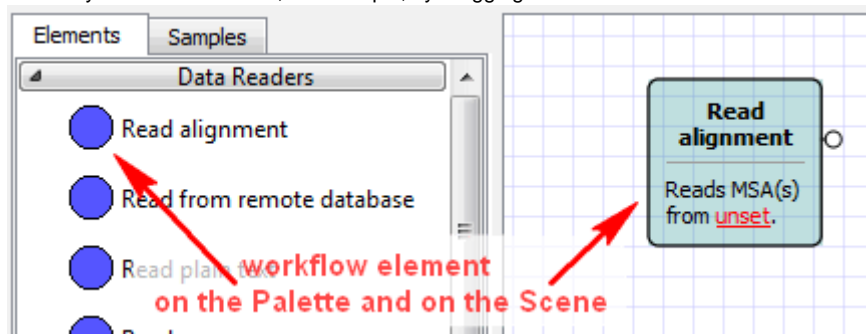 Elements
Samples
Data Readers
Read alignment
Read from remote database
Read plain text
workflow element
on the Palette and on the Scene
Read
alignment
Reads MSA(s)
from unset.